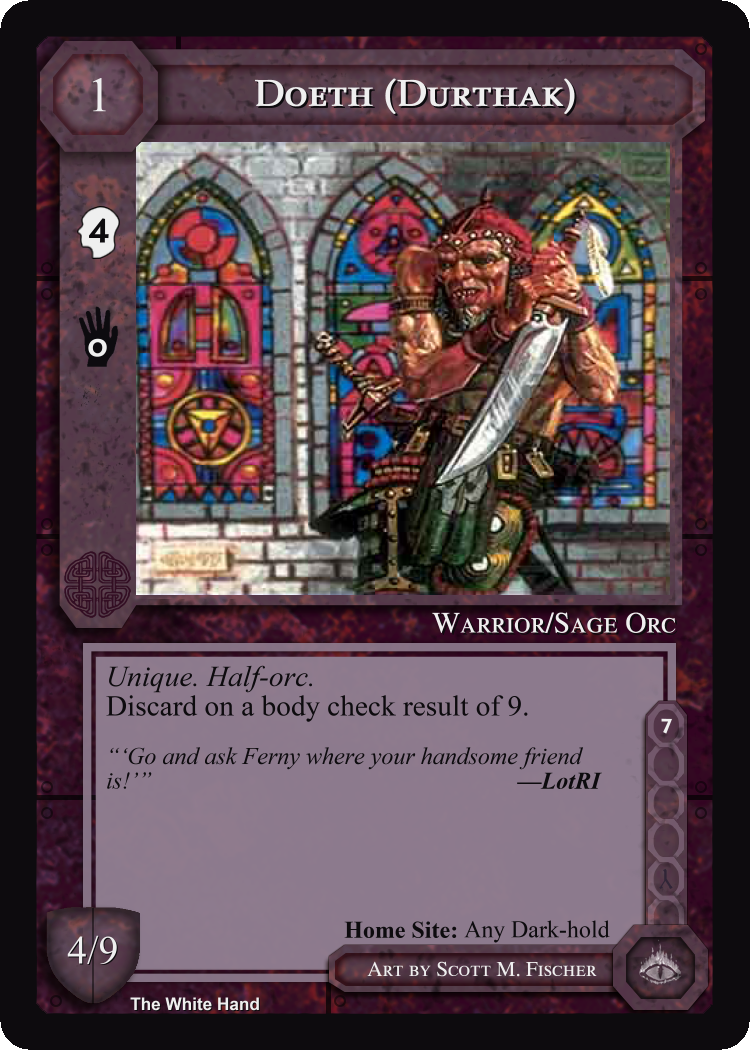 1
Doeth (Durthak)
4
0
Warrior/Sage Orc
Unique. Half-orc.
Discard on a body check result of 9.
“‘Go and ask Ferny where your handsome friend
is!’” —LotRI
7
Home Site: Any Dark-hold
4/9
Art by Scott M. Fischer
The White Hand